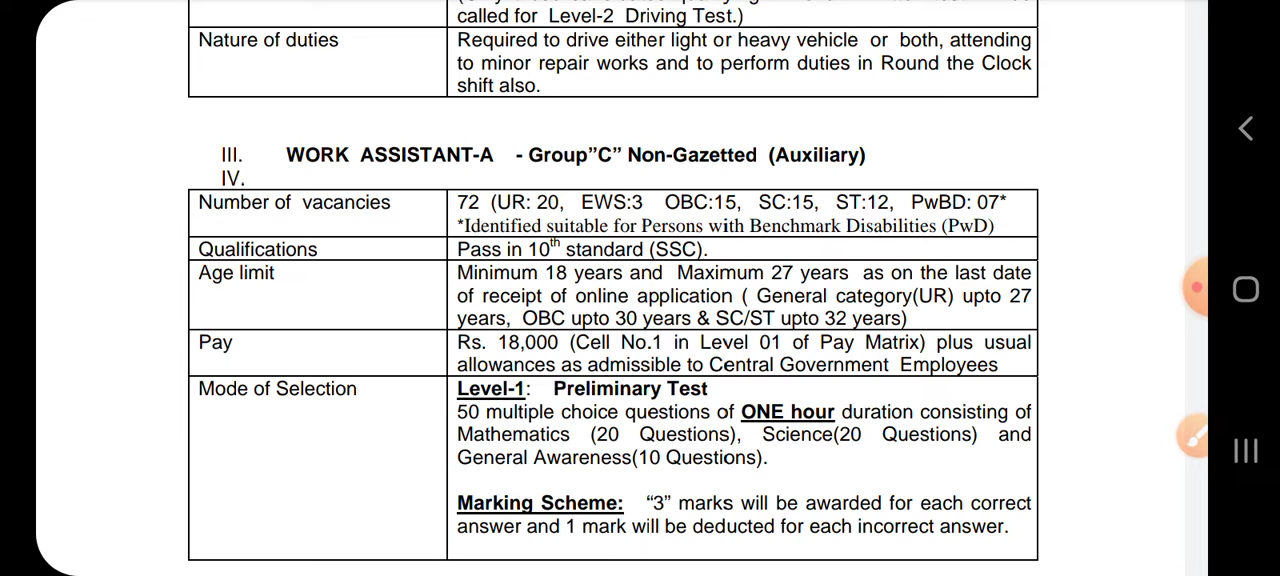 called for Level-2 Driving Test.)
Nature of duties
Required to drive either light or heavy vehicle or both, attending
to minor repair works and to perform duties in Round the Clock
shift also.
III. WORK ASSISTANT-A - Group”C” Non-Gazetted (Auxiliary)
IV.
Number of vacancies
72 (UR: 20, EWS:3 OBC:15, SC:15, ST:12, PwBD: 07*
*Identified suitable for Persons with Benchmark Disabilities (PwD)
Qualifications
Pass in 10th standard (SSC).
Age limit
Minimum 18 years and Maximum 27 years as on the last date
of receipt of online application ( General category(UR) upto 27
years, OBC upto 30 years & SC/ST upto 32 years)
Pay
Rs. 18,000 (Cell No.1 in Level 01 of Pay Matrix) plus usual
allowances as admissible to Central Government Employees
Mode of Selection
Level-1: Preliminary Test
50 multiple choice questions of ONE hour duration consisting of
Mathematics (20 Questions), Science(20 Questions) and
General Awareness(10 Questions).
Marking Scheme: “3” marks will be awarded for each correct
answer and 1 mark will be deducted for each incorrect answer.